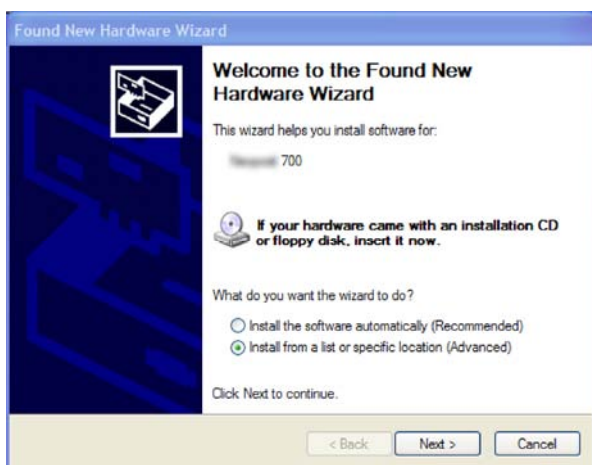 Found New Hardware Wizard
Welcome to the Found New
Hardware Wizard
This wizard helps you install software for:
700
If your hardware came with an installation CD
or floppy disk, insert it now.
What do you want the wizard to do?
Install the software automatically (Recommended)
Install from a list or specific location (Advanced)
Click Next to continue.
< Back
Next >
Cancel